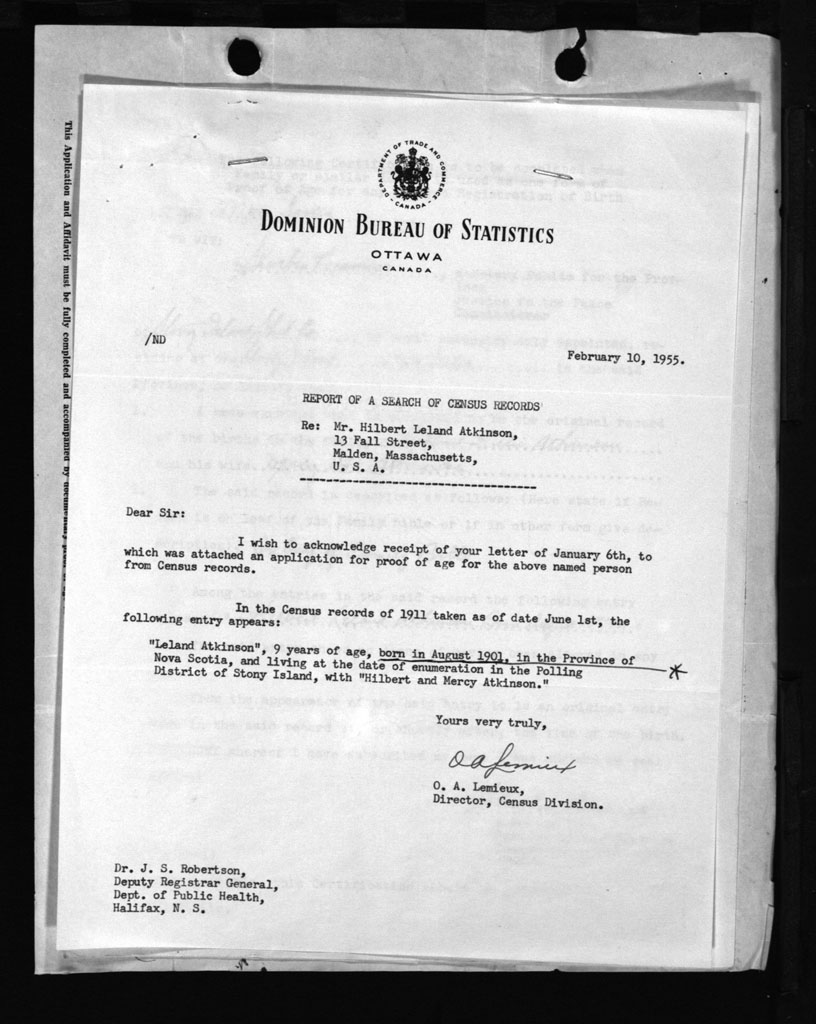 DEPARTMENT OF TRADE AND COMMERCE
CANADA
DOMINION BUREAU OF STATISTICS
OTTAWA
CANADA
/ND
February 10, 1955.
REPORT OF A SEARCH OF CENSUS RECORDS
Re: Mr. Hilbert Leland Atkinson,
13 Fall Street,
Malden, Massachusetts,
U. S. A.
Dear Sir:
I wish to acknowledge receipt of your letter of January 6th, to
which was attached an application for proof of age for the above named person
from Census records.
In the Census records of 1911 taken as of date June 1st, the
following entry appears:
"Leland Atkinson", 9 years of age, born in August 1901, in the Province of
Nova Scotia, and living at the date of enumeration in the Polling
District of Stony Island, with "Hilbert and Mercy Atkinson."
Yours very truly,
O A Lemieux
O. A. Lemieux,
Director, Census Division.
Dr. J. S. Robertson,
Deputy Registrar General,
Dept. of Public Health,
Halifax, N. S.
This Application and Affidavit must be fully completed and accompanied by